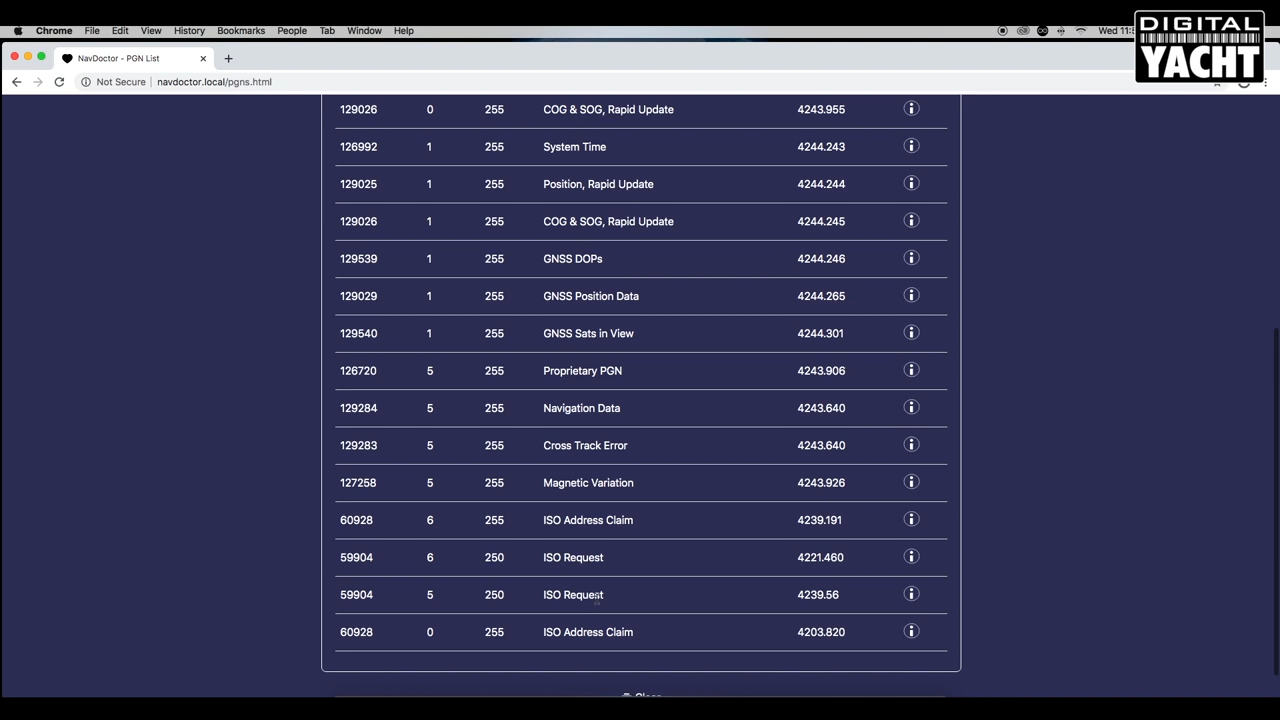 Chrome File Edit View History Bookmarks People Tab Window Help
DIGITAL
YACHT
NavDoctor - PGN List
Not Secure navdoctor.local/pgns.html
129026 0 255 COG & SOG, Rapid Update 4243.955
126992 1 255 System Time 4244.243
129025 1 255 Position, Rapid Update 4244.244
129026 1 255 COG & SOG, Rapid Update 4244.245
129539 1 255 GNSS DOPs 4244.246
129029 1 255 GNSS Position Data 4244.265
129540 1 255 GNSS Sats in View 4244.301
126720 5 255 Proprietary PGN 4243.906
129284 5 255 Navigation Data 4243.640
129283 5 255 Cross Track Error 4243.640
127258 5 255 Magnetic Variation 4243.926
60928 6 255 ISO Address Claim 4239.191
59904 6 250 ISO Request 4221.460
59904 5 250 ISO Request 4239.56
60928 0 255 ISO Address Claim 4203.820